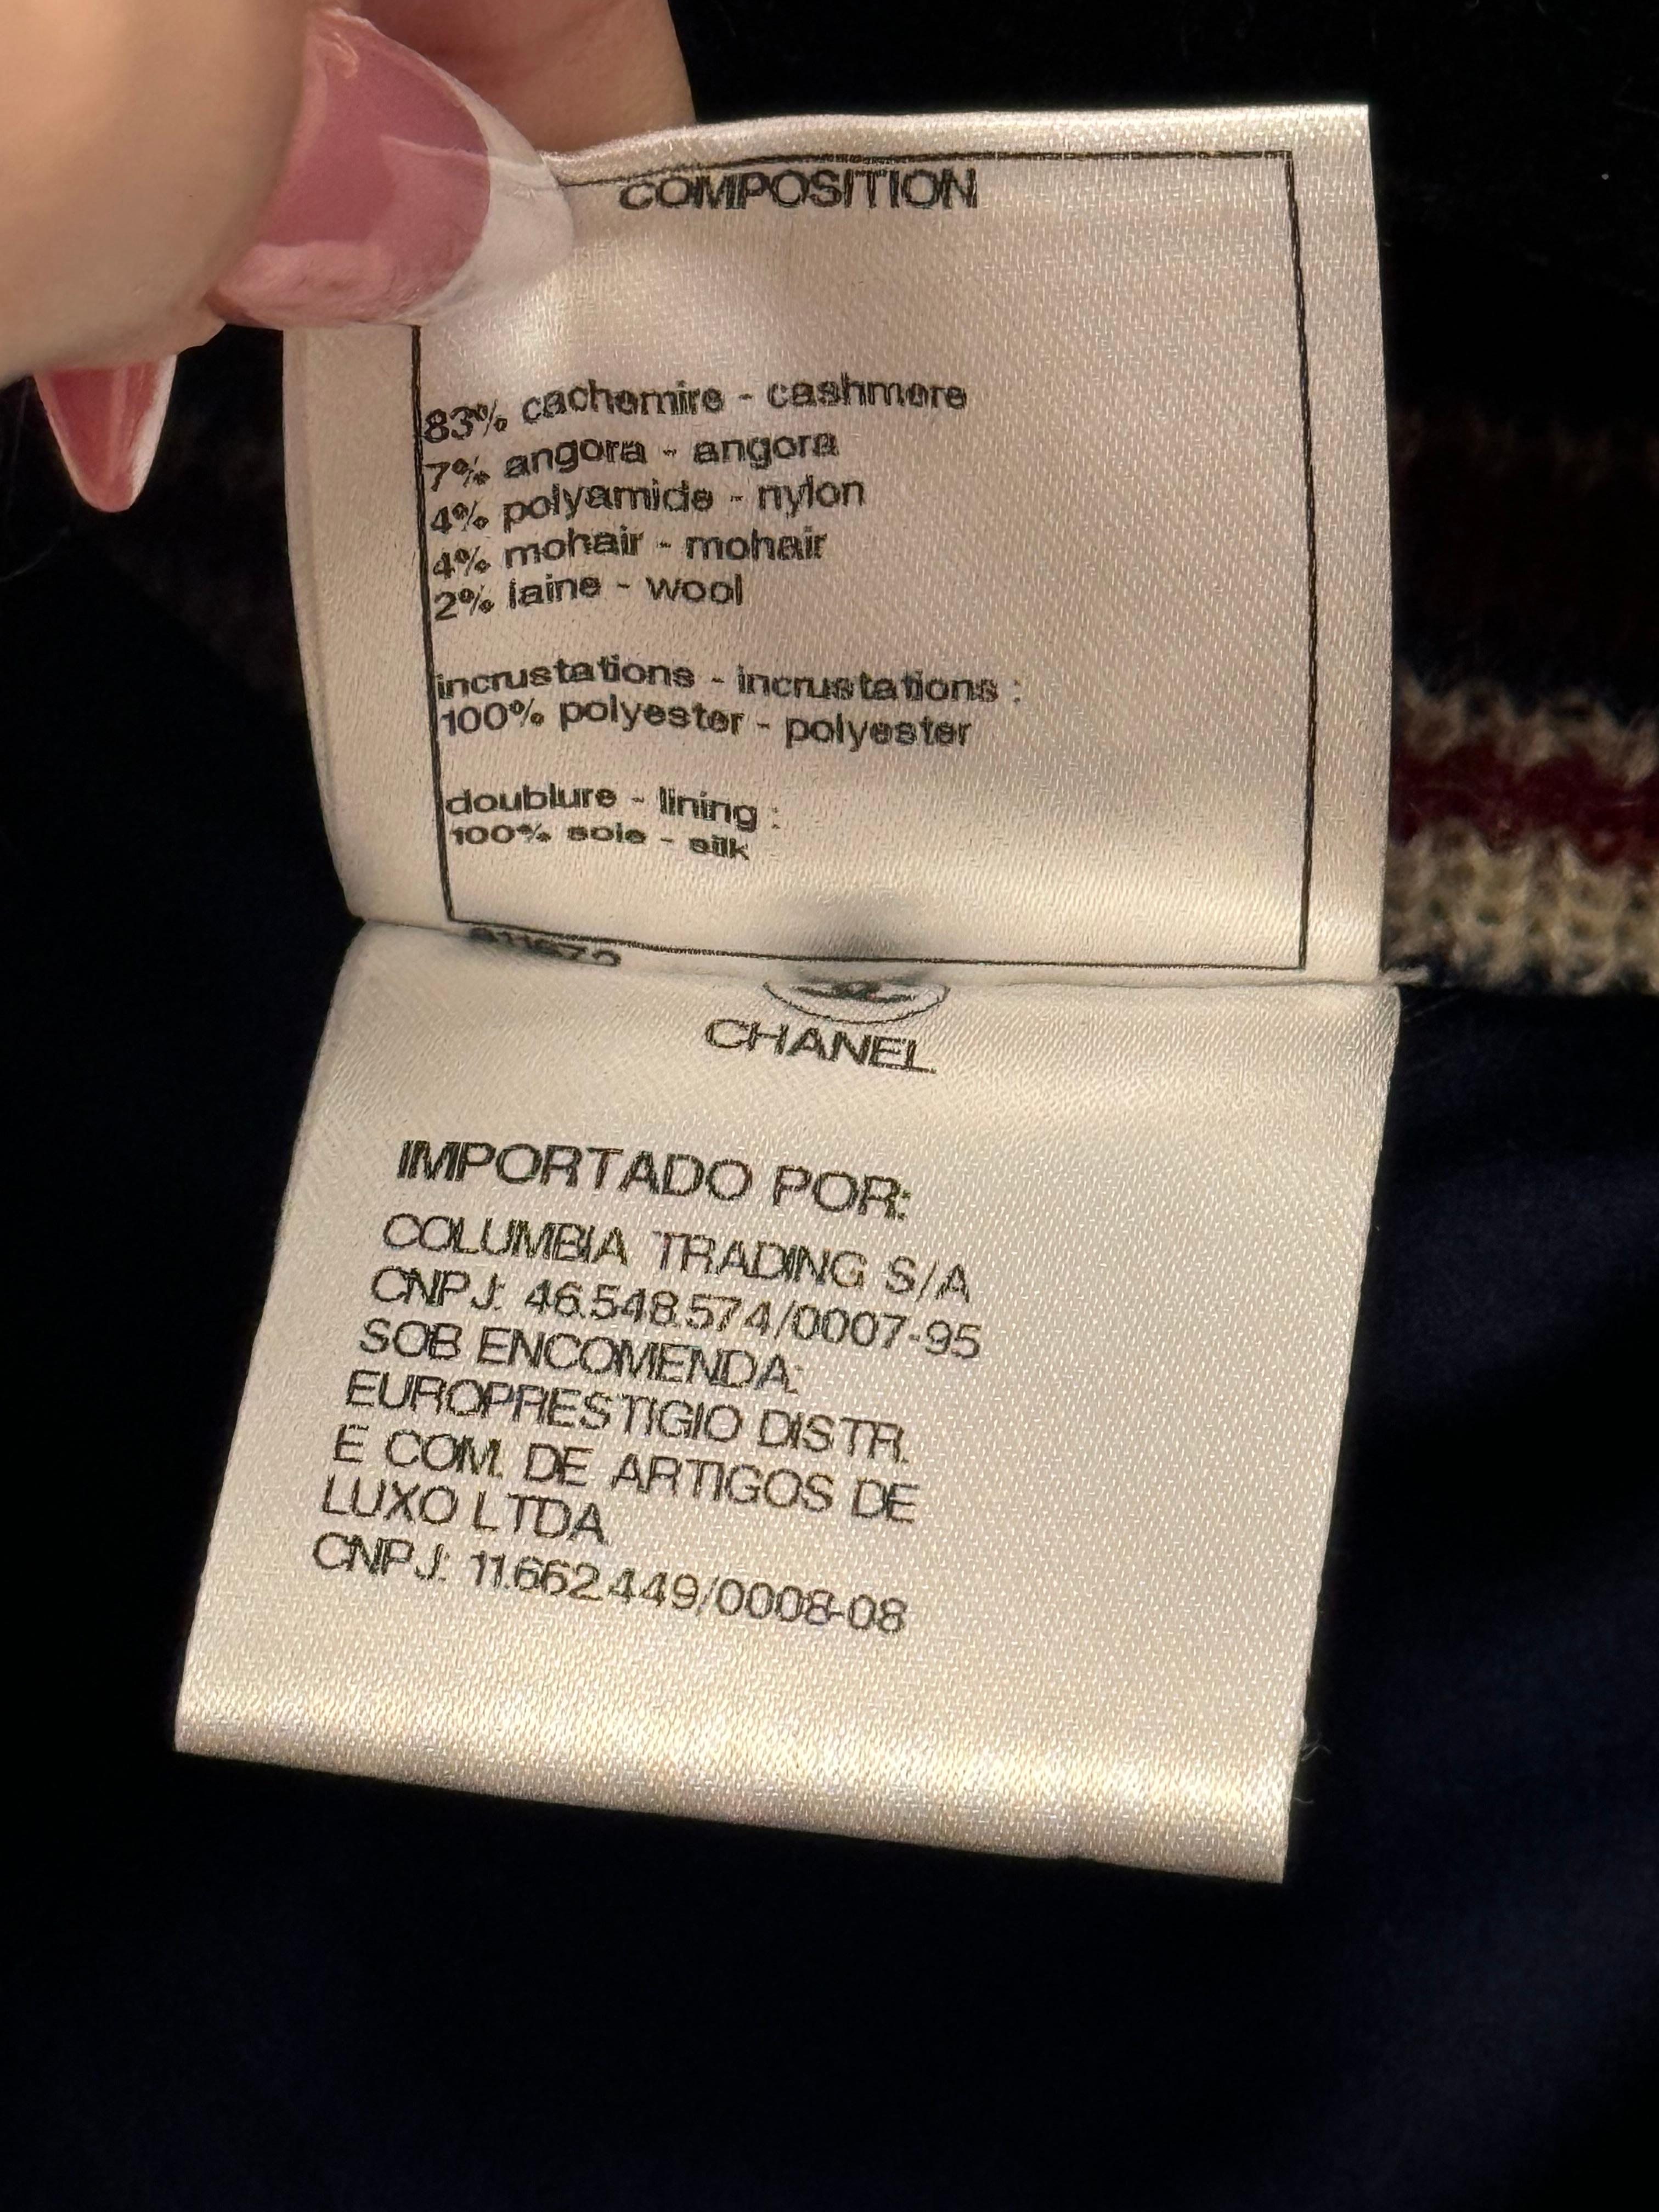 COMPOSITION
83% cachemire - cashmere
7% angora - angora
4% polyamide - nylon
4% mohair - mohair
2% laine - wool
incrustations - incrustations :
100% polyester - polyester
doublure - lining :
100% soie - silk
CHANEL
IMPORTADO POR:
COLUMBIA TRADING S/A
CNPJ: 46.548.574/0007-95
SOB ENCOMENDA:
EUROPRESTIGIO DISTR.
E COM. DE ARTIGOS DE
LUXO LTDA
CNPJ: 11.662.449/0008-08